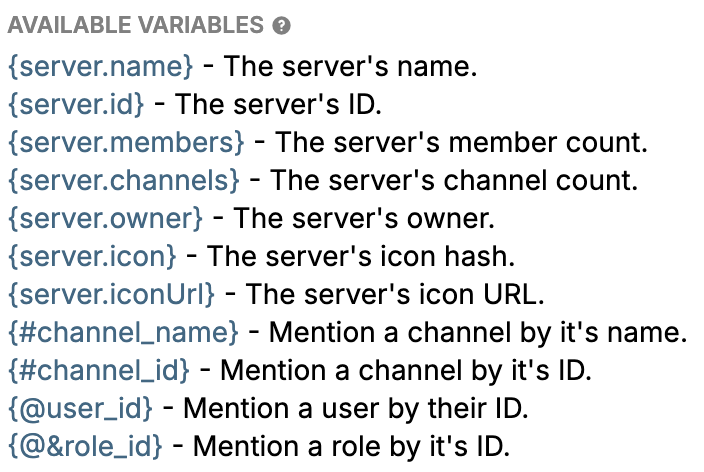 AVAILABLE VARIABLES ?
{server.name} - The server's name.
{server.id} - The server's ID.
{server.members} - The server's member count.
{server.channels} - The server's channel count.
{server.owner} - The server's owner.
{server.icon} - The server's icon hash.
{server.iconUrl} - The server's icon URL.
{#channel_name} - Mention a channel by it's name.
{#channel_id} - Mention a channel by it's ID.
{@user_id} - Mention a user by their ID.
{@&role_id} - Mention a role by it's ID.